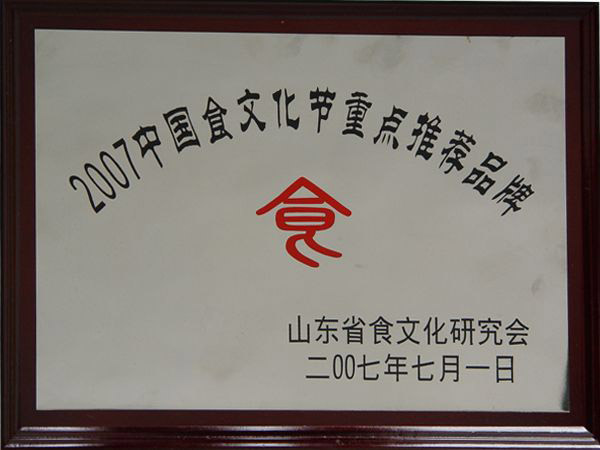 2007中国食文化节重点推荐品牌
食
山东省食文化研究会
二00七年七月一日